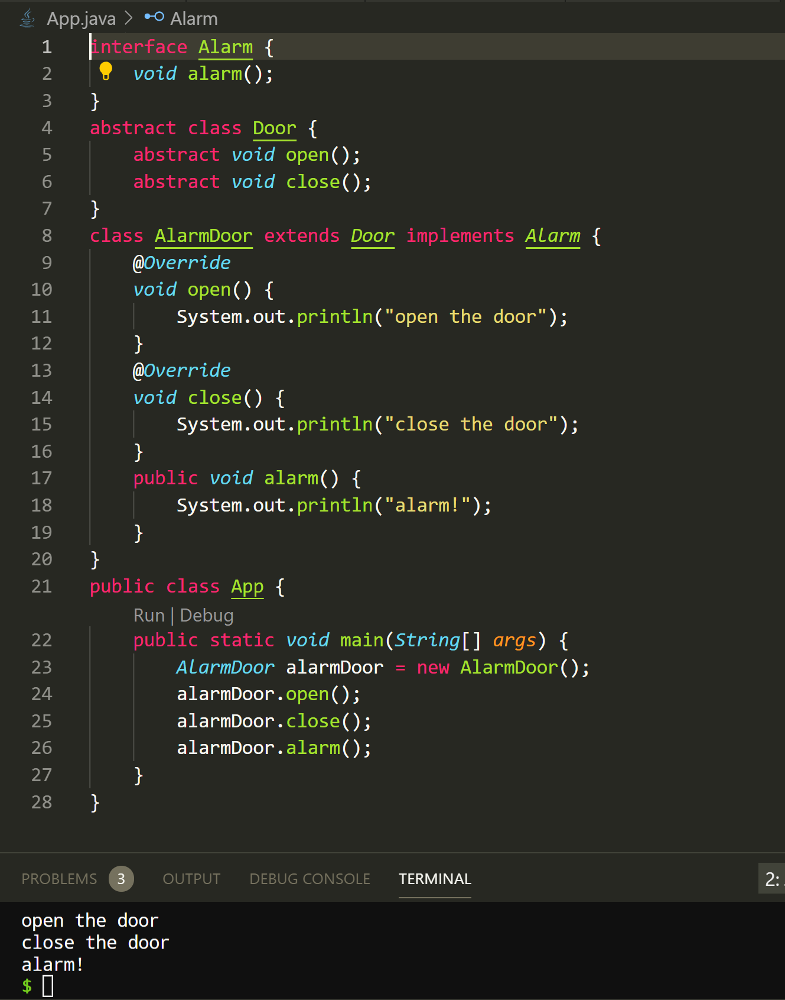 App.java > Alarm
1 interface Alarm {
2     void alarm();
3 }
4 abstract class Door {
5     abstract void open();
6     abstract void close();
7 }
8 class AlarmDoor extends Door implements Alarm {
9     @Override
10     void open() {
11         System.out.println("open the door");
12     }
13     @Override
14     void close() {
15         System.out.println("close the door");
16     }
17     public void alarm() {
18         System.out.println("alarm!");
19     }
20 }
21 public class App {
Run | Debug
22     public static void main(String[] args) {
23         AlarmDoor alarmDoor = new AlarmDoor();
24         alarmDoor.open();
25         alarmDoor.close();
26         alarmDoor.alarm();
27     }
28 }
PROBLEMS 3 OUTPUT DEBUG CONSOLE TERMINAL 2:
open the door
close the door
alarm!
$